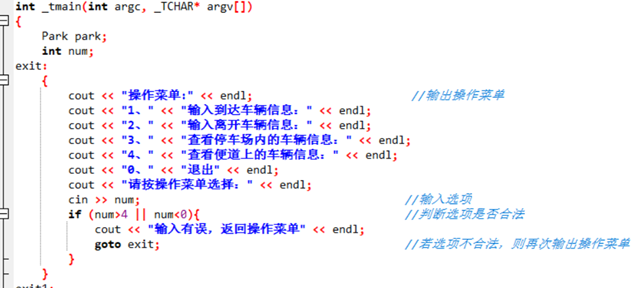 int _tmain(int argc, _TCHAR* argv[])
{
Park park;
int num;
exit:
{
cout << "操作菜单:" << endl; //输出操作菜单
cout << "1、" << "输入到达车辆信息：" << endl;
cout << "2、" << "输入离开车辆信息：" << endl;
cout << "3、" << "查看停车场内的车辆信息：" << endl;
cout << "4、" << "查看便道上的车辆信息：" << endl;
cout << "0、" << "退出" << endl;
cout << "请按操作菜单选择：" << endl;
cin >> num; //输入选项
if (num>4 || num<0){ //判断选项是否合法
cout << "输入有误，返回操作菜单" << endl;
goto exit; //若选项不合法，则再次输出操作菜单
}
}
exit1: